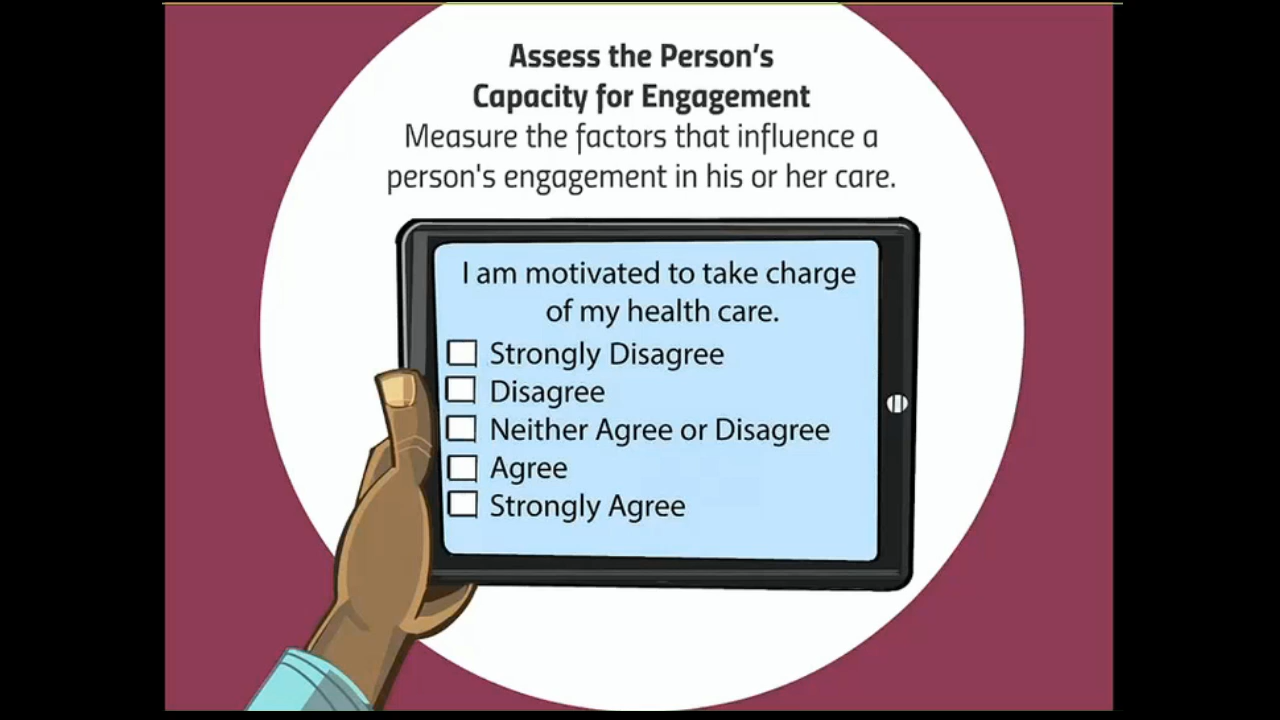 Assess the Person's
Capacity for Engagement
Measure the factors that influence a
person's engagement in his or her care.
I am motivated to take charge
of my health care.
Strongly Disagree
Disagree
Neither Agree or Disagree
Agree
Strongly Agree